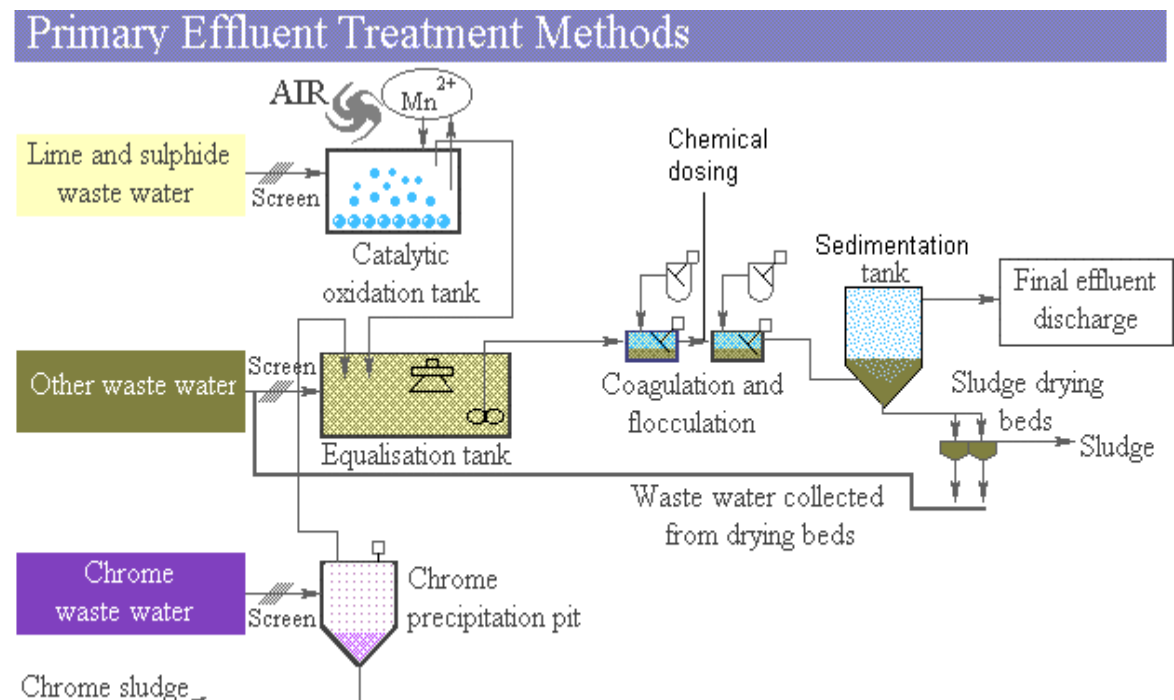 Primary Effluent Treatment Methods
AIR
Mn2+
Lime and sulphide
waste water
Screen
Catalytic
oxidation tank
Chemical
dosing
Sedimentation
tank
Final effluent
discharge
Other waste water
Screen
Equalisation tank
Coagulation and
flocculation
Sludge drying
beds
Sludge
Waste water collected
from drying beds
Chrome
waste water
Screen
Chrome
precipitation pit
Chrome sludge